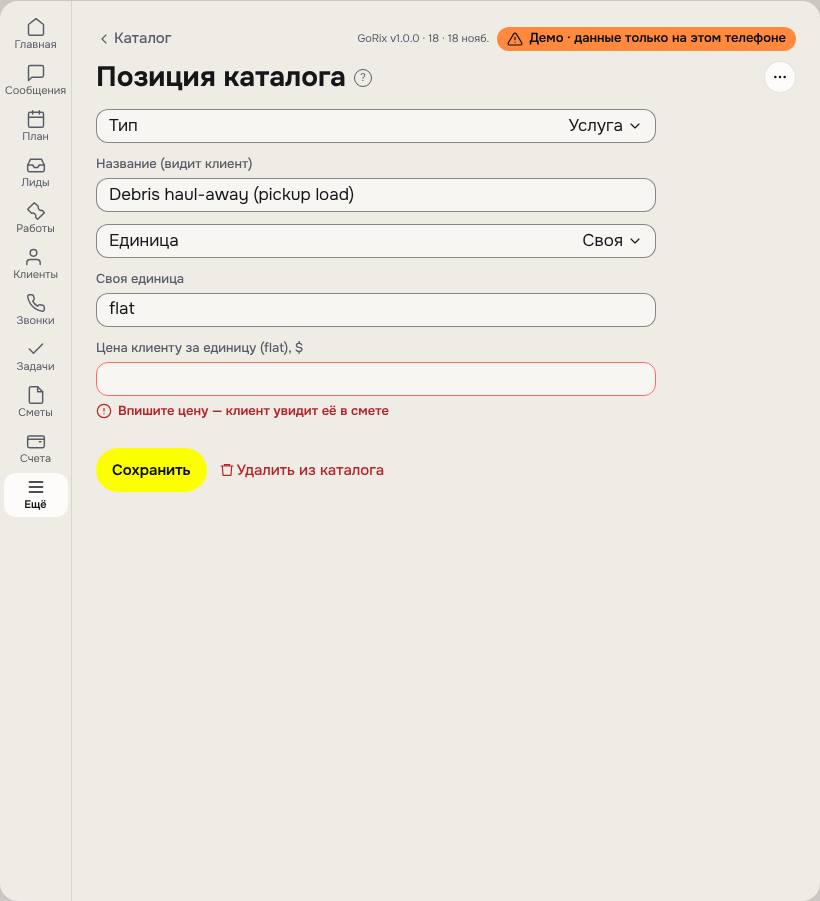 Главная
Сообщения
План
Лиды
Работы
Клиенты
Звонки
Задачи
Сметы
Счета
Ещё
Каталог
GoRix v1.0.0 · 18 · 18 нояб.
Демо · данные только на этом телефоне
Позиция каталога ?
Тип Услуга
Название (видит клиент)
Debris haul-away (pickup load)
Единица Своя
Своя единица
flat
Цена клиенту за единицу (flat), $
Впишите цену — клиент увидит её в смете
Сохранить Удалить из каталога